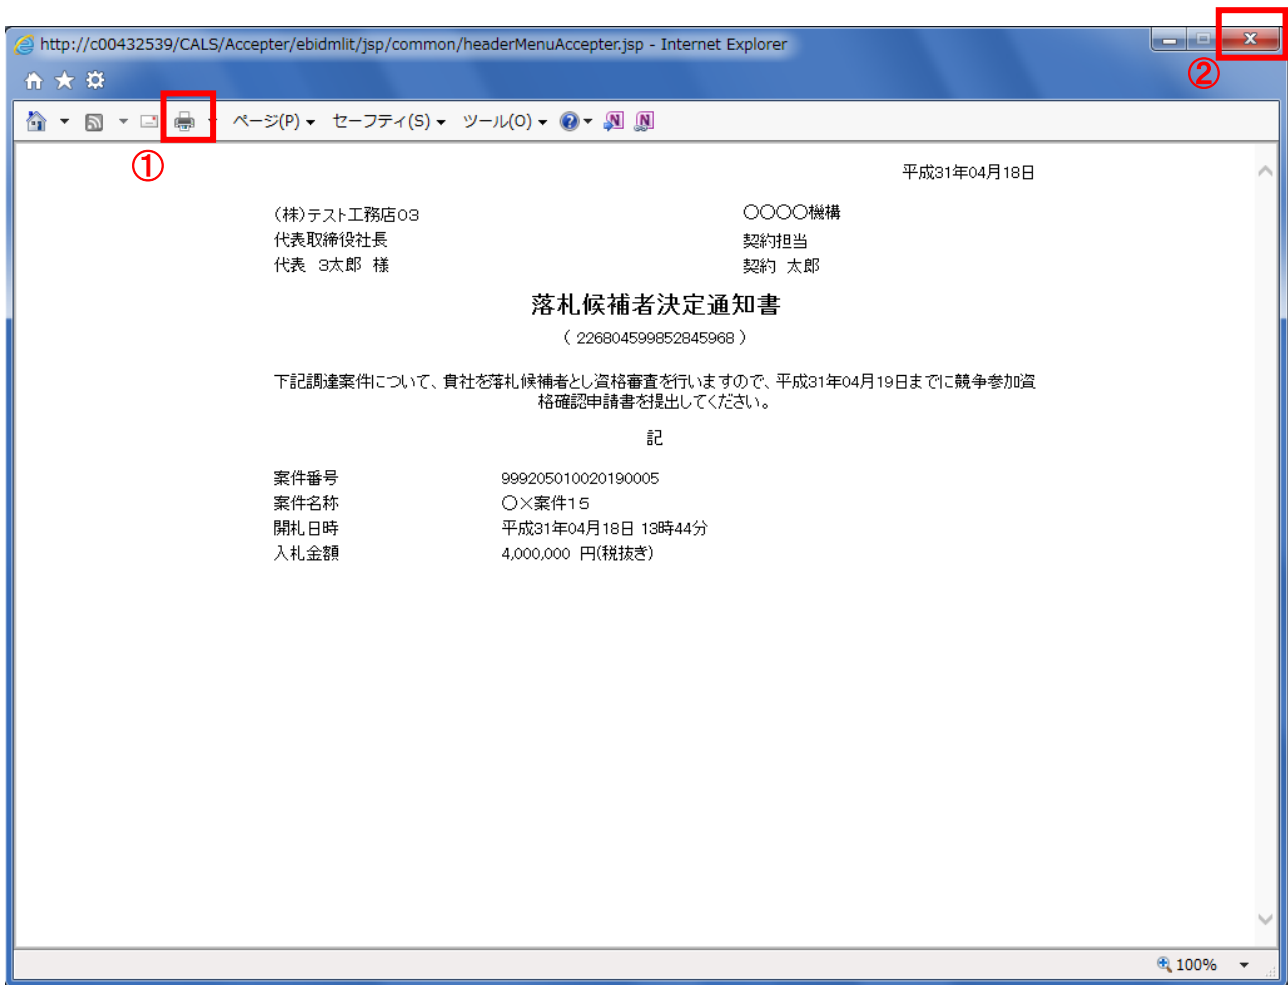 http://c00432539/CALS/Accepter/ebidmlit/jsp/common/headerMenuAccepter.jsp - Internet Explorer
②
ページ(P) セーフティ(S) ツール(O)
①
平成31年04月18日
(株)テスト工務店03 〇〇〇〇機構
代表取締役社長 契約担当
代表 3太郎 様 契約 太郎
落札候補者決定通知書
( 226804599852845968 )
下記調達案件について、貴社を落札候補者とし資格審査を行いますので、平成31年04月19日までに競争参加資
格確認申請書を提出してください。
記
案件番号 999205010020190005
案件名称 〇×案件15
開札日時 平成31年04月18日 13時44分
入札金額 4,000,000 円(税抜き)
100%